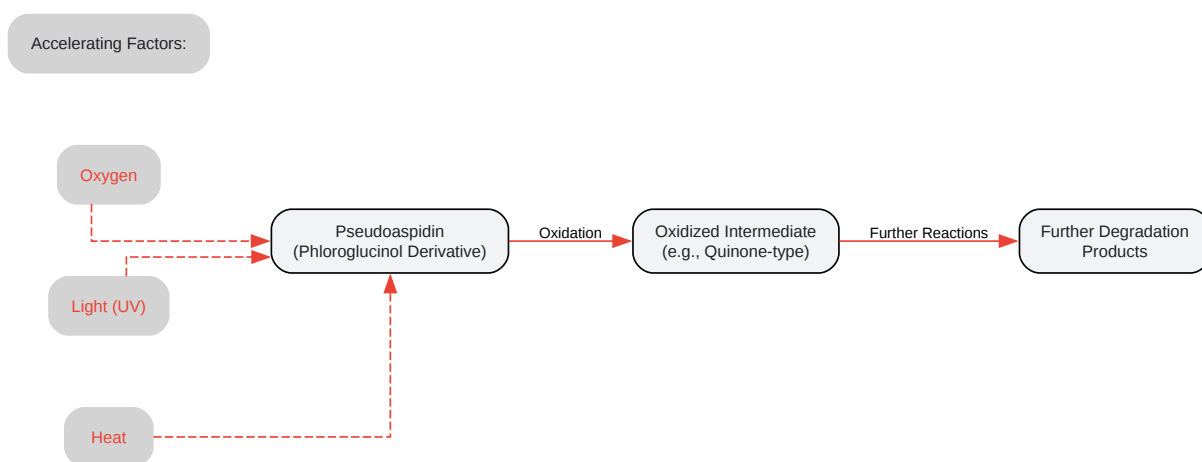 Accelerating Factors:
Oxygen
Light (UV)
Heat
Pseudoaspidin
(Phloroglucinol Derivative)
Oxidation
Oxidized Intermediate
(e.g., Quinone-type)
Further Reactions
Further Degradation
Products